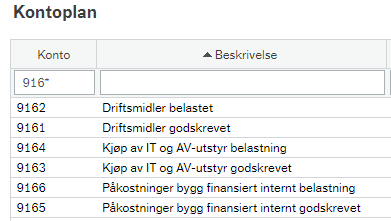 Kontoplan
Konto Beskrivelse
916*
9162 Driftsmidler belastet
9161 Driftsmidler godskrevet
9164 Kjøp av IT og AV-utstyr belastning
9163 Kjøp av IT og AV-utstyr godskrevet
9166 Påkostninger bygg finansiert internt belastning
9165 Påkostninger bygg finansiert internt godskrevet